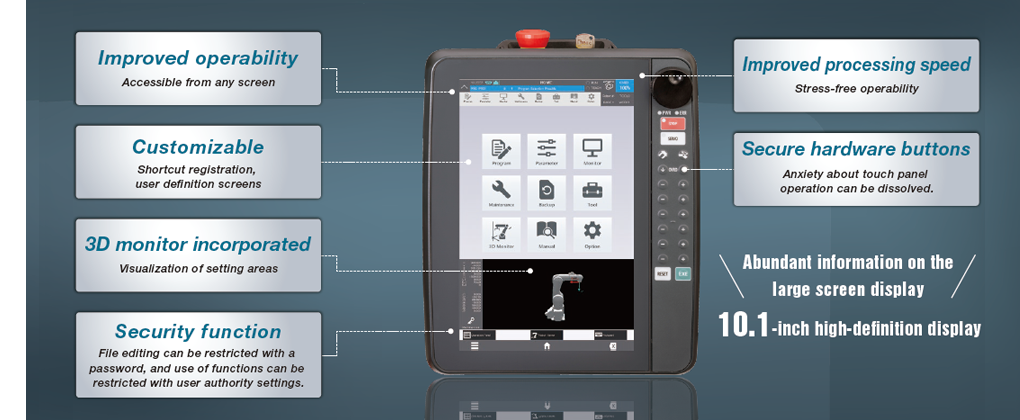 Improved operability
Accessible from any screen
Customizable
Shortcut registration,
user definition screens
3D monitor incorporated
Visualization of setting areas
Security function
File editing can be restricted with a
password, and use of functions can be
restricted with user authority settings.
Program
Parameter
Monitor
Maintenance
Backup
Tool
3D Monitor
Manual
Option
RESET
Improved processing speed
Stress-free operability
Secure hardware buttons
Anxiety about touch panel
operation can be dissolved.
Abundant information on the
large screen display
10.1-inch high-definition display